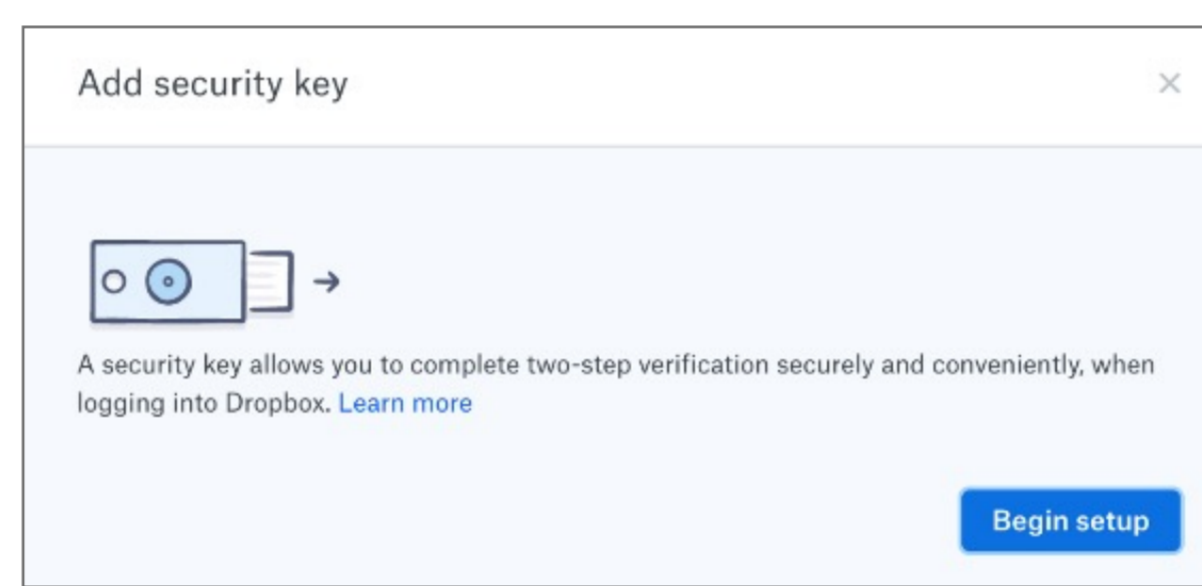 Add security key
A security key allows you to complete two-step verification securely and conveniently, when
logging into Dropbox. Learn more
Begin setup